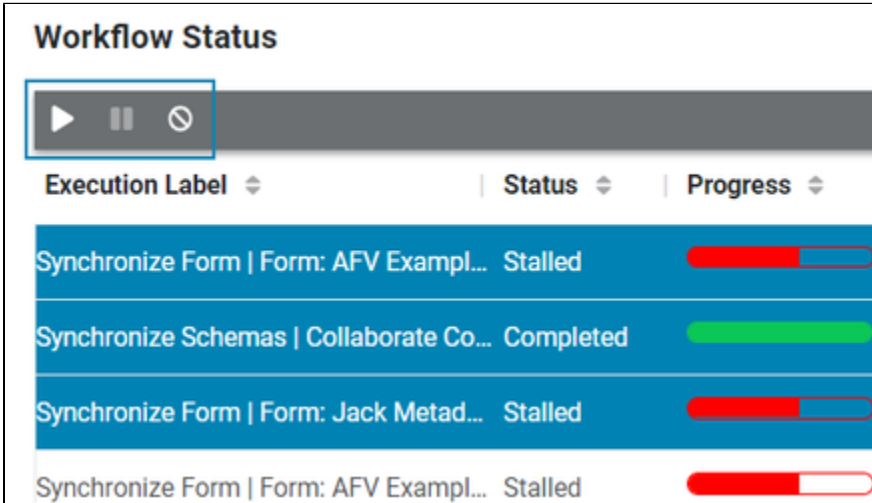 Workflow Status
Execution Label Status Progress
Synchronize Form | Form: AFV Exampl... Stalled
Synchronize Schemas | Collaborate Co... Completed
Synchronize Form | Form: Jack Metad... Stalled
Synchronize Form | Form: AFV Exampl... Stalled